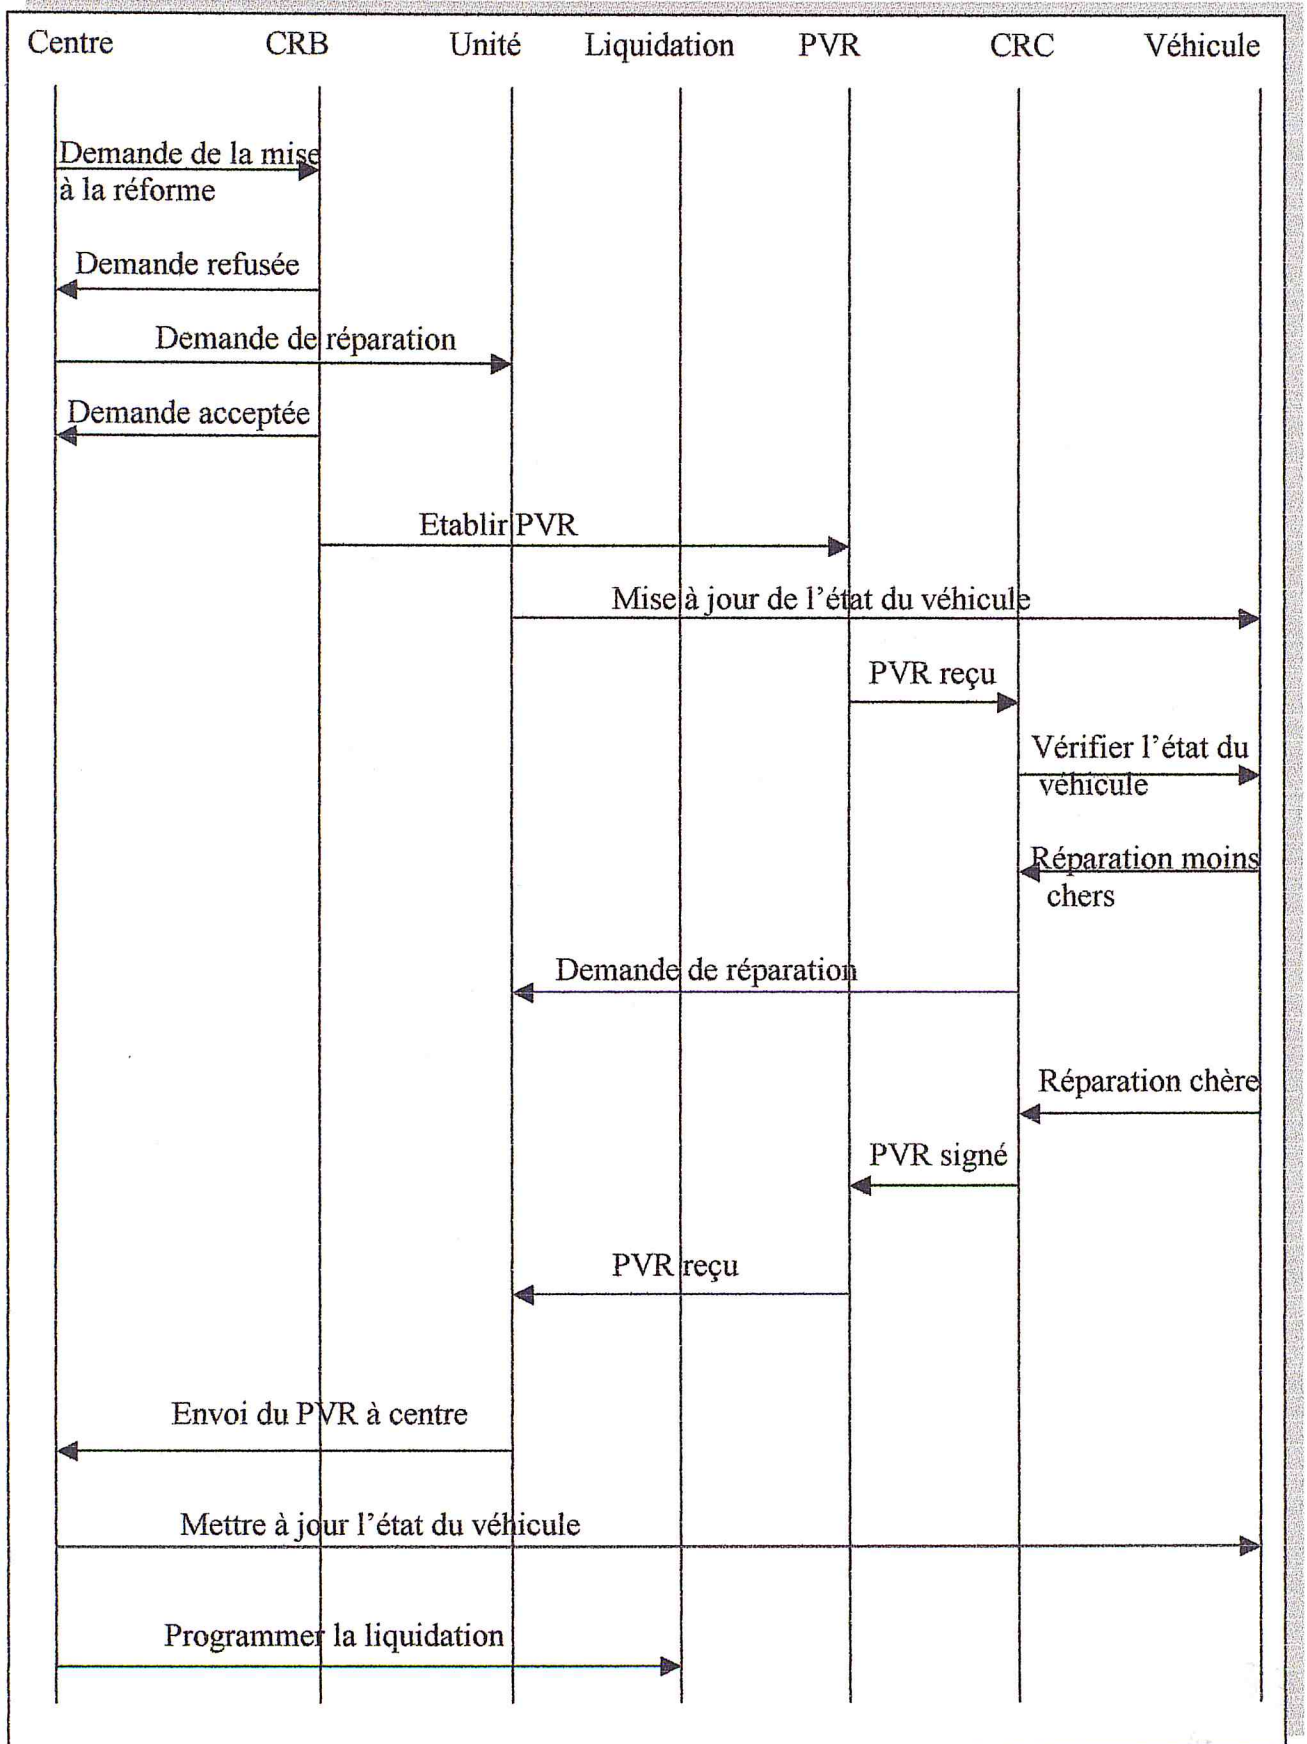 Centre CRB Unité Liquidation PVR CRC Véhicule
Demande de la mise
à la réforme
Demande refusée
Demande de réparation
Demande acceptée
Etablir PVR
Mise à jour de l'état du véhicule
PVR reçu
Vérifier l'état du
véhicule
Réparation moins
chers
Demande de réparation
Réparation chère
PVR signé
PVR reçu
Envoi du PVR à centre
Mettre à jour l'état du véhicule
Programmer la liquidation